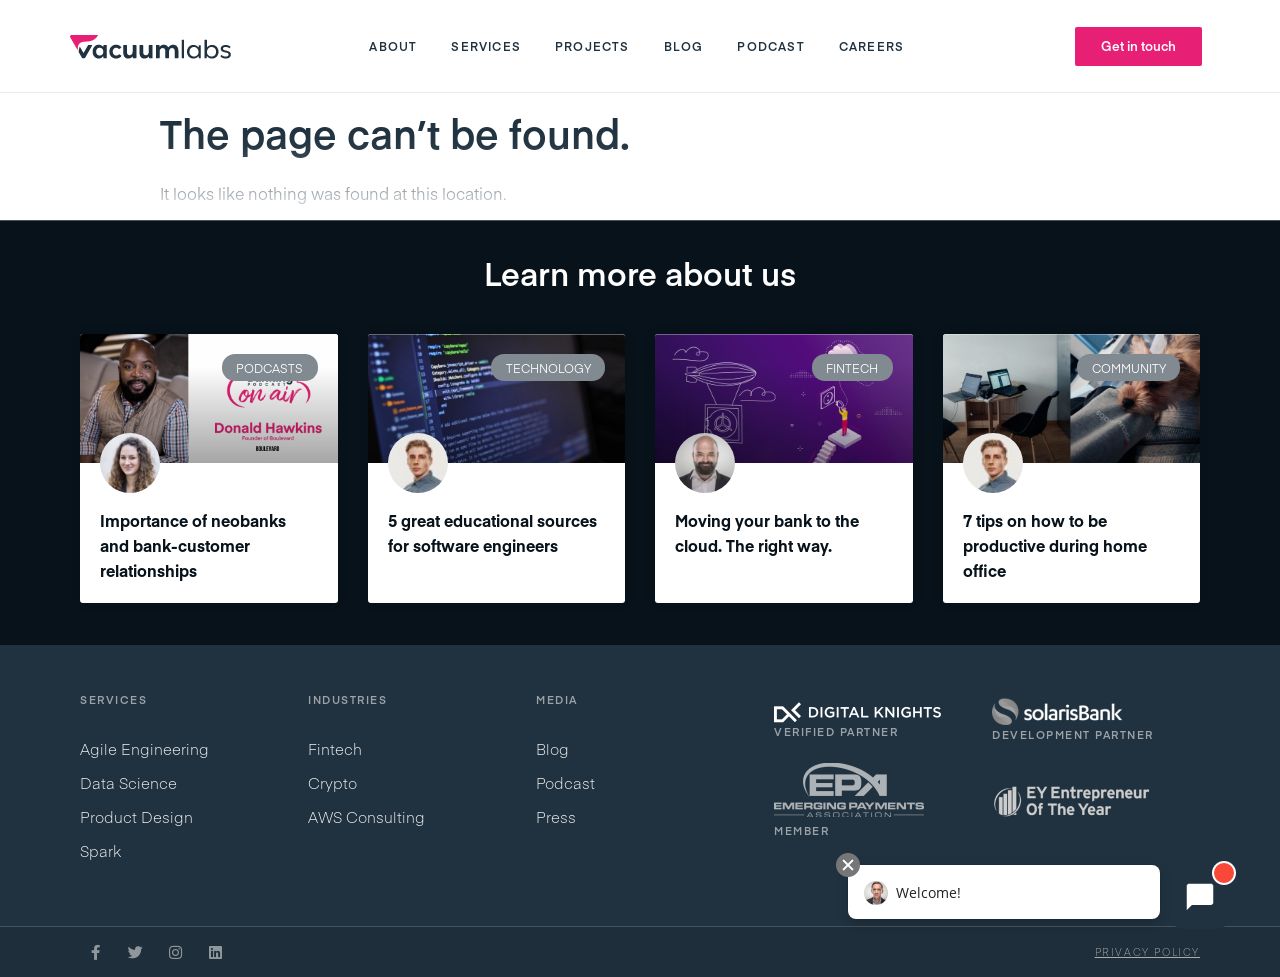 vacuumlabs
ABOUT SERVICES PROJECTS BLOG PODCAST CAREERS
Get in touch
The page can’t be found.
It looks like nothing was found at this location.
Learn more about us
PODCASTS
PODCAST
(on air)
Donald Hawkins
Founder of Boulevard
BOULEVARD
Importance of neobanks
and bank-customer
relationships
TECHNOLOGY
5 great educational sources
for software engineers
FINTECH
Moving your bank to the
cloud. The right way.
COMMUNITY
7 tips on how to be
productive during home
office
SERVICES
Agile Engineering
Data Science
Product Design
Spark
INDUSTRIES
Fintech
Crypto
AWS Consulting
MEDIA
Blog
Podcast
Press
DIGITAL KNIGHTS
VERIFIED PARTNER
solarisBank
DEVELOPMENT PARTNER
EPA
EMERGING PAYMENTS
ASSOCIATION
MEMBER
EY Entrepreneur
Of The Year
Welcome!
PRIVACY POLICY